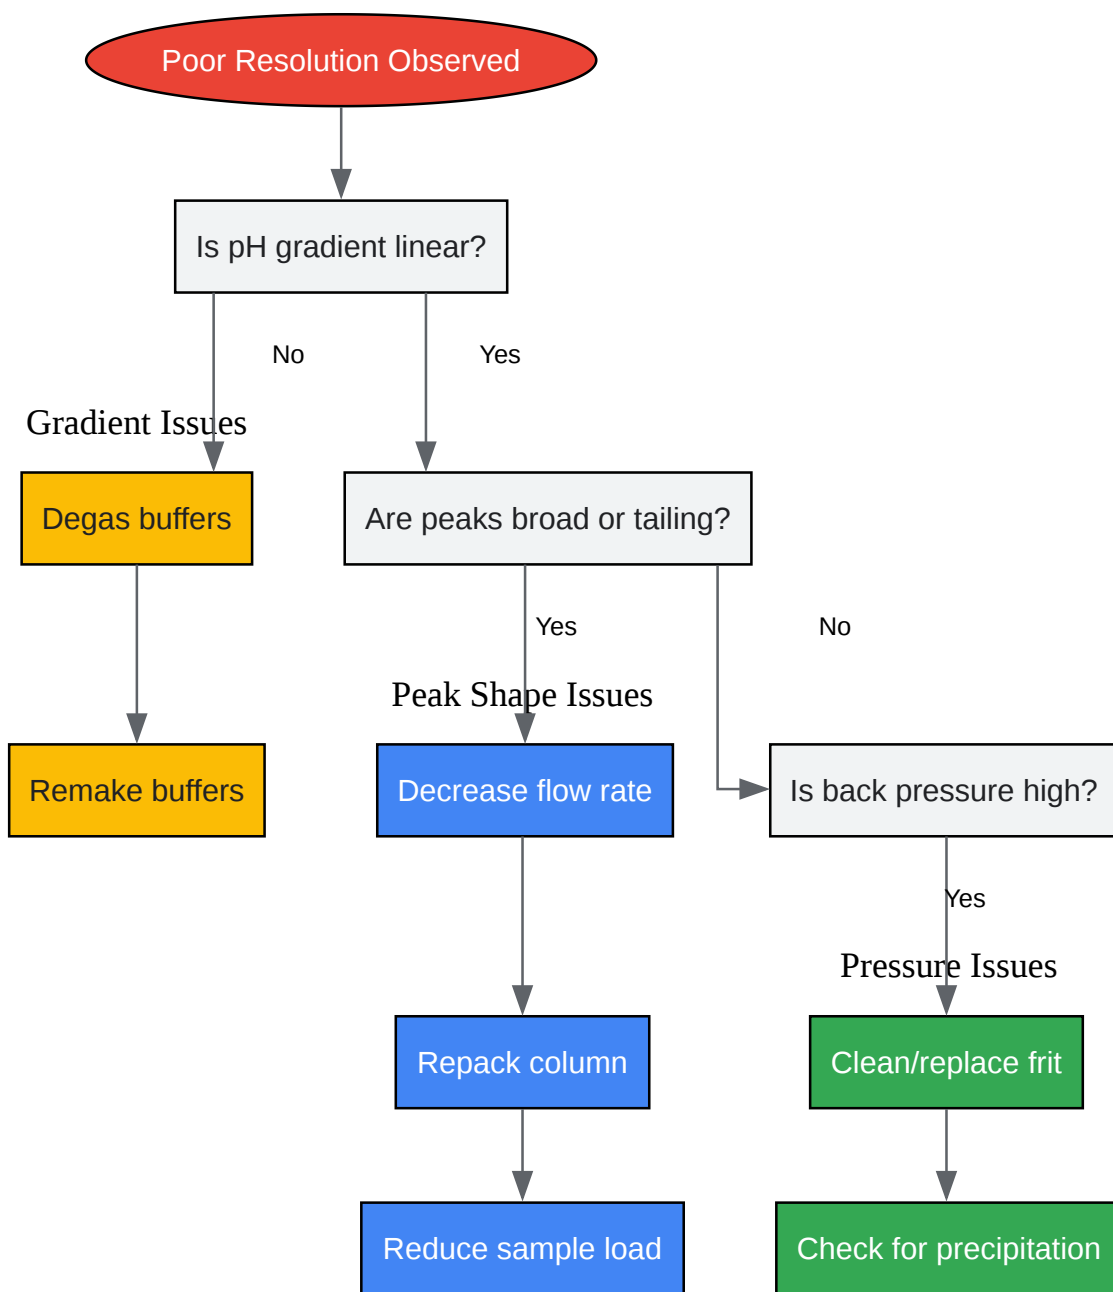 Poor Resolution Observed
Is pH gradient linear?
No
Yes
Gradient Issues
Degas buffers
Are peaks broad or tailing?
Yes
No
Peak Shape Issues
Remake buffers
Decrease flow rate
Is back pressure high?
Yes
Pressure Issues
Repack column
Clean/replace frit
Reduce sample load
Check for precipitation